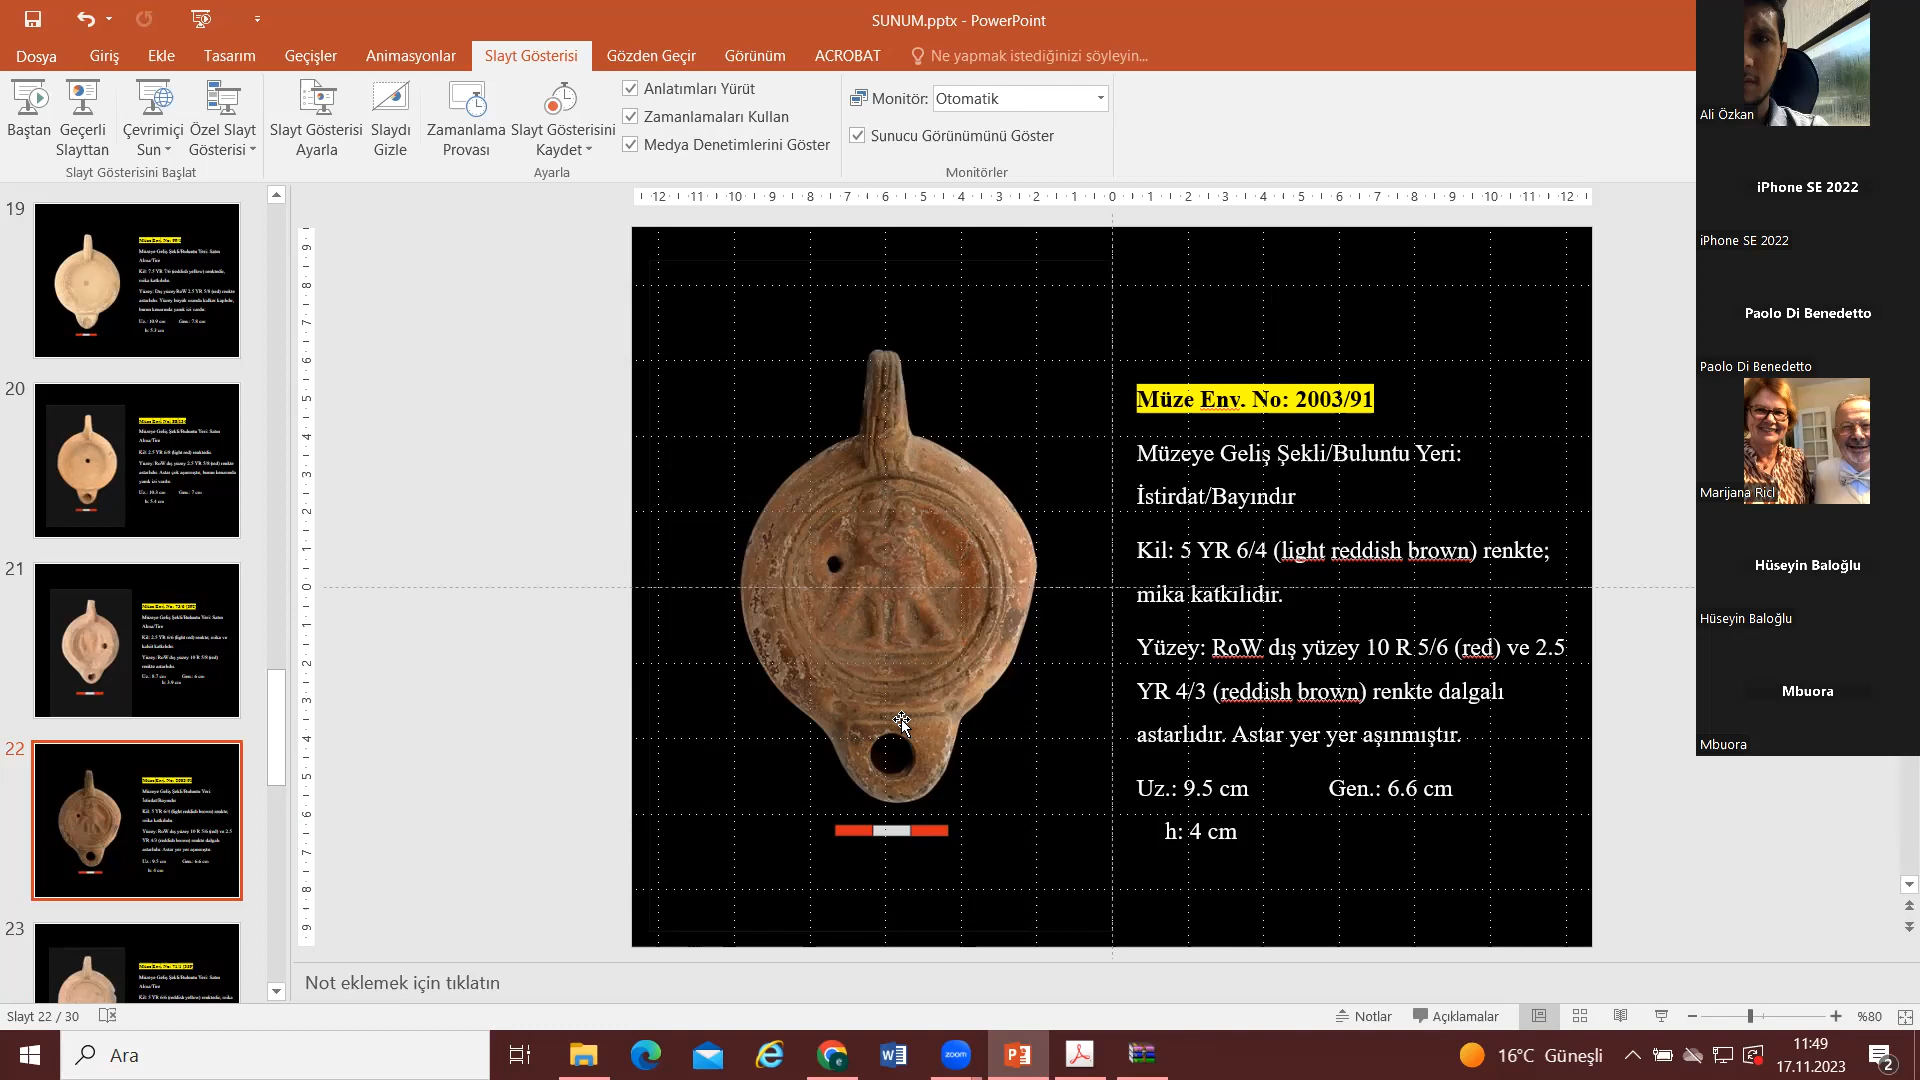 SUNUM.pptx - PowerPoint
Dosya Giriş Ekle Tasarım Geçişler Animasyonlar Slayt Gösterisi Gözden Geçir Görünüm ACROBAT Ne yapmak istediğinizi söyleyin...
Baştan
Geçerli Slayttan
Çevrimiçi Sun
Özel Slayt Gösterisi
Slayt Gösterisini Başlat
Slayt Gösterisi Ayarla
Slaydı Gizle
Zamanlama Provası
Slayt Gösterisini Kaydet
Anlatımları Yürüt
Zamanlamaları Kullan
Medya Denetimlerini Göster
Ayarla
Monitör: Otomatik
Sunucu Görünümünü Göster
Monitörler
19
20
21
22
23
Müze Env. No: 2003/91
Müzeye Geliş Şekli/Buluntu Yeri:
İstirdat/Bayındır
Kil: 5 YR 6/4 (light reddish brown) renkte;
mika katkılıdır.
Yüzey: RoW dış yüzey 10 R 5/6 (red) ve 2.5
YR 4/3 (reddish brown) renkte dalgalı
astarlıdır. Astar yer yer aşınmıştır.
Uz.: 9.5 cm Gen.: 6.6 cm
h: 4 cm
Not eklemek için tıklatın
Slayt 22 / 30
Notlar Açıklamalar %80
Ara
zoom
16°C Güneşli
11:49
17.11.2023
2
Ali Özkan
iPhone SE 2022
iPhone SE 2022
Paolo Di Benedetto
Paolo Di Benedetto
Marijana Ricl
Hüseyin Baloğlu
Hüseyin Baloğlu
Mbuora
Mbuora